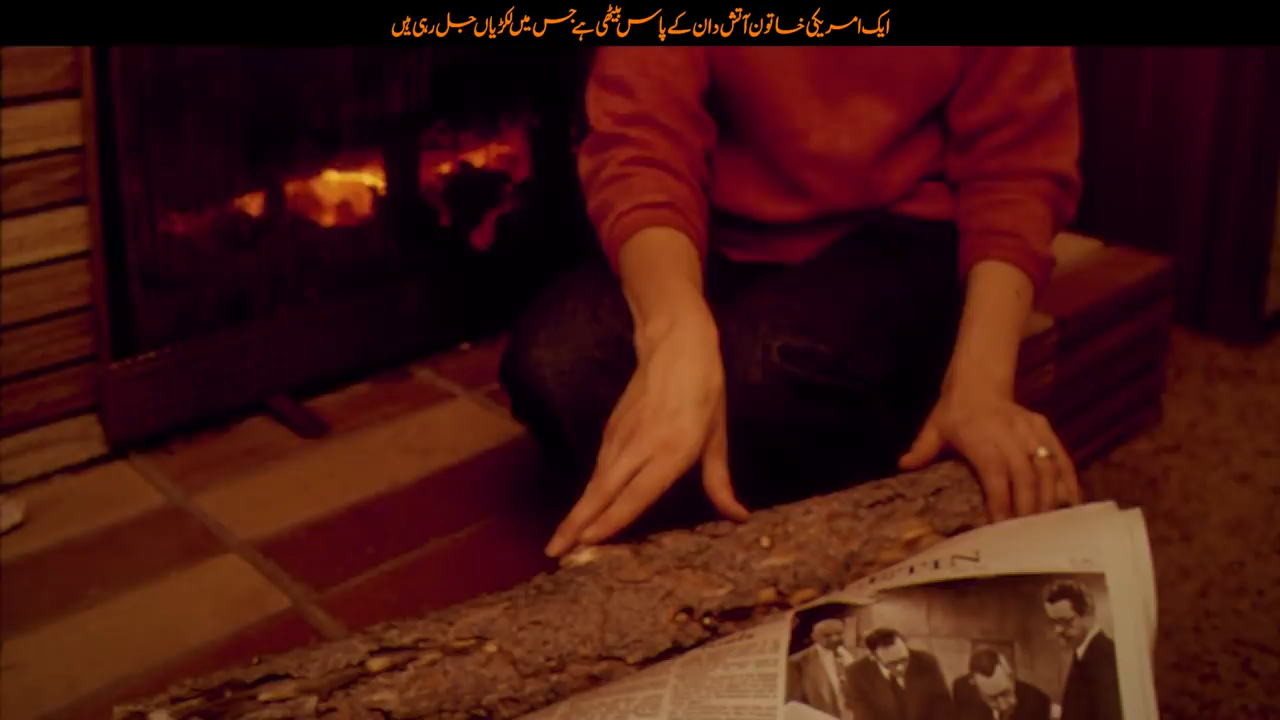 ایک امریکی خاتون آتش دان کے پاس بیٹھی ہے جس میں لکڑیاں جل رہی ہیں